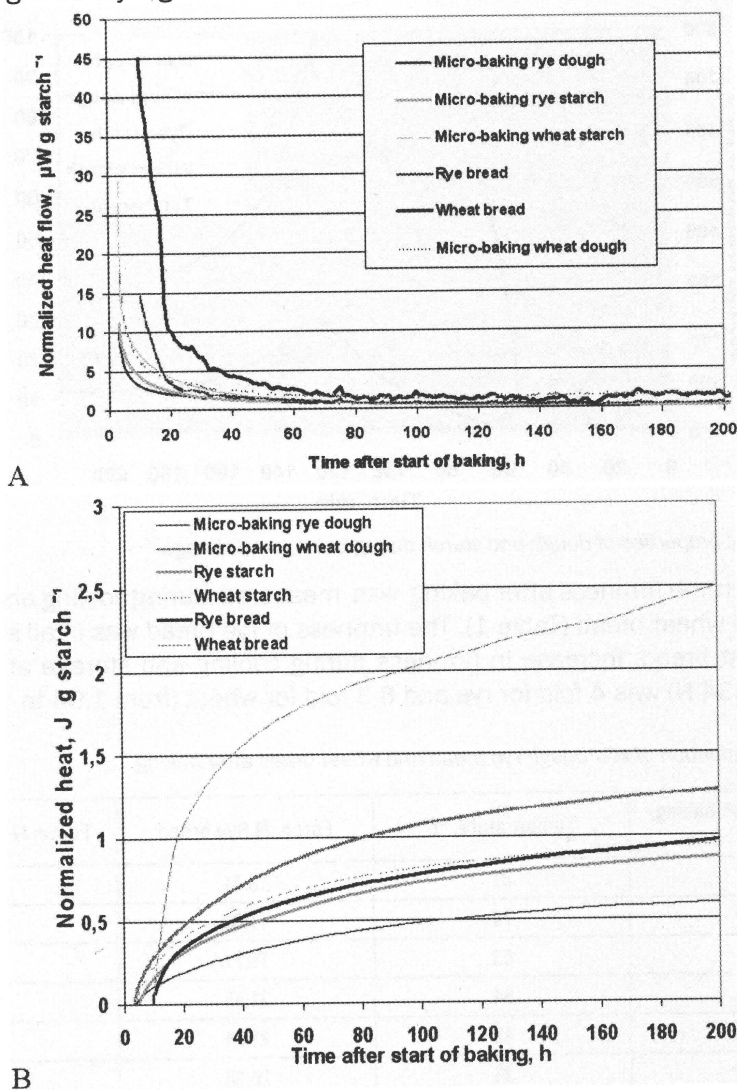 50
45
40
35
30
25
20
15
10
5
0
Normalized heat flow, µW g starch ⁻¹
Micro-baking rye dough
Micro-baking rye starch
Micro-baking wheat starch
Rye bread
Wheat bread
Micro-baking wheat dough
0 20 40 60 80 100 120 140 160 180 200
Time after start of baking, h
A
3
2,5
2
1,5
1
0,5
0
Normalized heat, J g starch⁻¹
Micro-baking rye dough
Micro-baking wheat dough
Rye starch
Wheat starch
Rye bread
Wheat bread
0 20 40 60 80 100 120 140 160 180 200
Time after start of baking, h
B